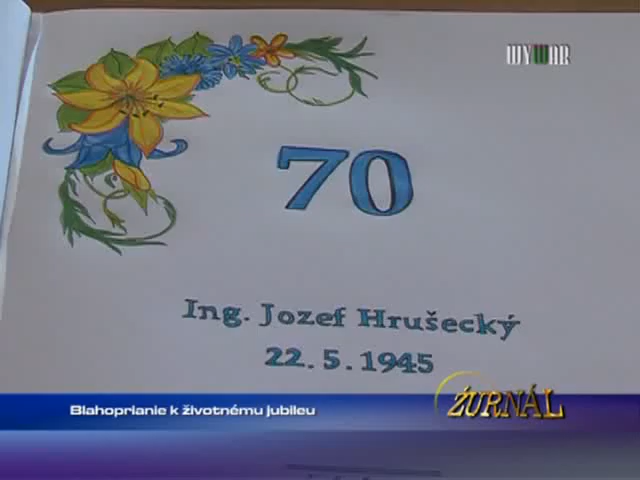 WYWAR
70
Ing. Jozef Hrušecký
22. 5. 1945
Blahoprianie k životnému jubileu
ŽURNÁL